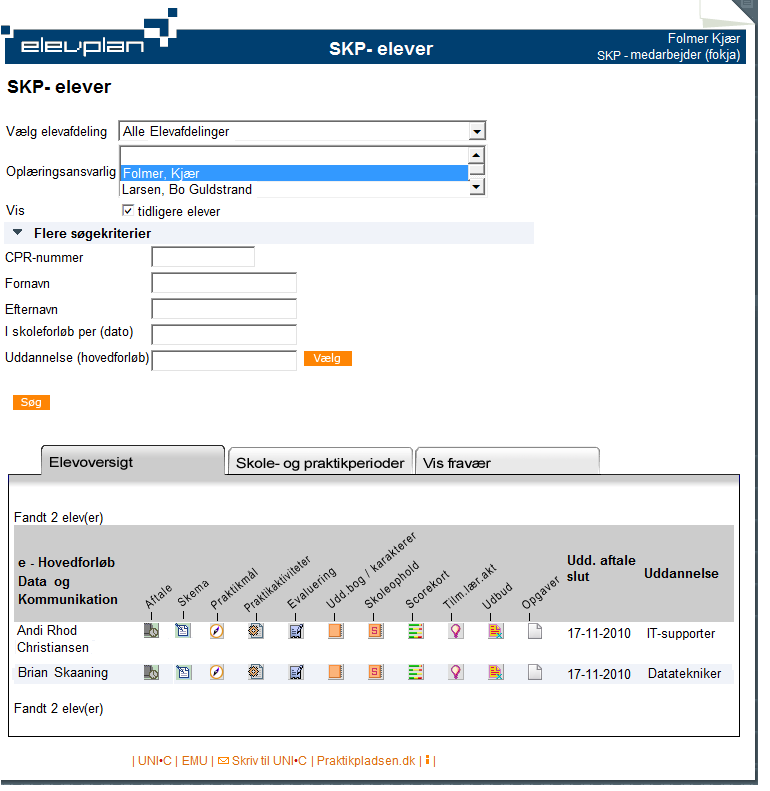 elevplan
SKP- elever
Folmer Kjær
SKP - medarbejder (fokja)
SKP- elever
Vælg elevafdeling
Alle Elevafdelinger
Oplæringsansvarlig
Folmer, Kjær
Larsen, Bo Guldstrand
Vis
tidligere elever
Flere søgekriterier
CPR-nummer
Fornavn
Efternavn
I skoleforløb per (dato)
Uddannelse (hovedforløb)
Vælg
Søg
Elevoversigt
Skole- og praktikperioder
Vis fravær
Fandt 2 elev(er)
e - Hovedforløb
Data og
Kommunikation
Aftale
Skema
Praktikmål
Praktikaktiviteter
Evaluering
Udd.bog / karakterer
Skoleophold
Scorekort
Tilm.lær.akt
Udbud
Opgaver
Udd. aftale
slut
Uddannelse
Andi Rhod
Christiansen
S
17-11-2010
IT-supporter
Brian Skaaning
S
17-11-2010
Datatekniker
Fandt 2 elev(er)
| UNI•C | EMU | Skriv til UNI•C | Praktikpladsen.dk | i |